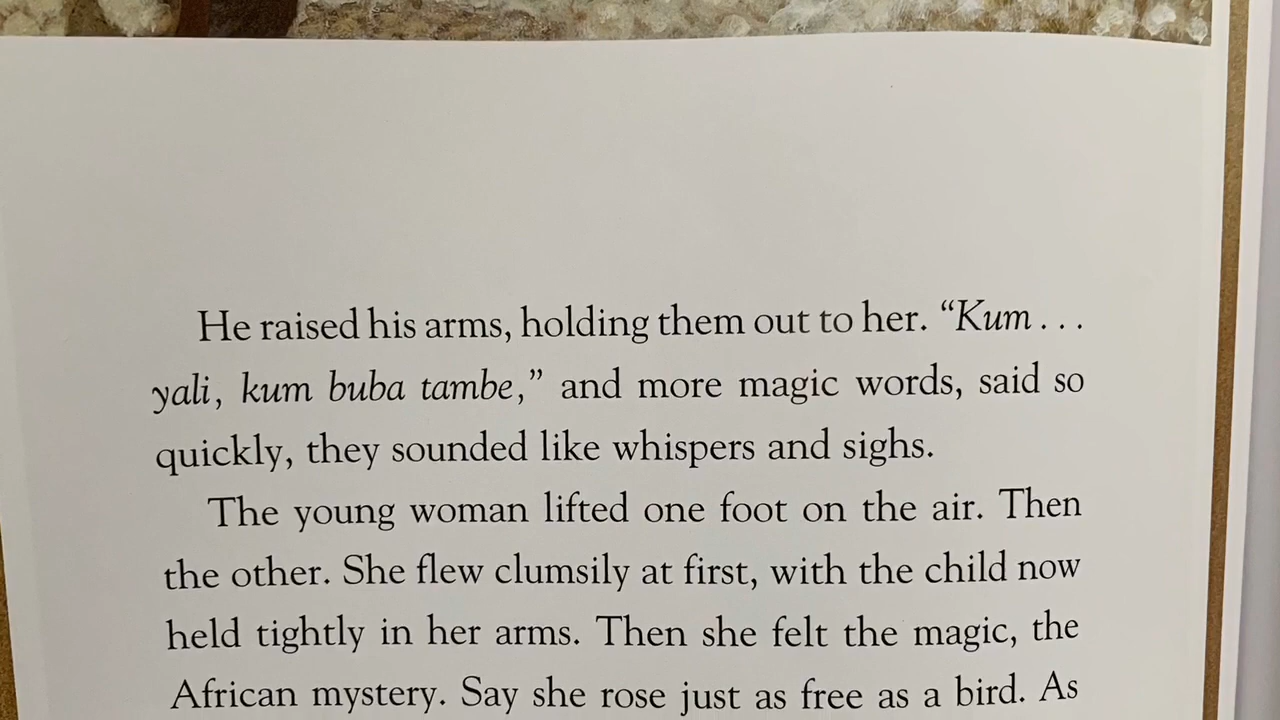 He raised his arms, holding them out to her. “Kum . . .
yali, kum buba tambe,” and more magic words, said so
quickly, they sounded like whispers and sighs.
The young woman lifted one foot on the air. Then
the other. She flew clumsily at first, with the child now
held tightly in her arms. Then she felt the magic, the
African mystery. Say she rose just as free as a bird. As